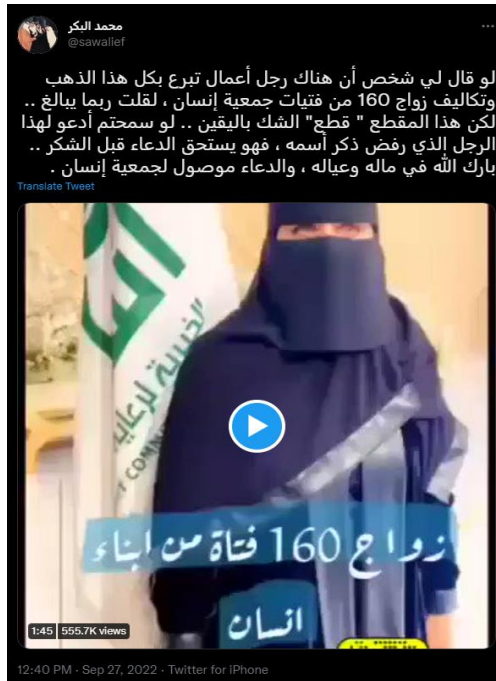 محمد البكر
@sawalief
لو قال لي شخص أن هناك رجل أعمال تبرع بكل هذا الذهب
وتكاليف زواج 160 من فتيات جمعية إنسان ، لقلت ربما يبالغ ..
لكن هذا المقطع " قطع" الشك باليقين .. لو سمحتم أدعو لهذا
الرجل الذي رفض ذكر أسمه ، فهو يستحق الدعاء قبل الشكر ..
بارك الله في ماله وعياله ، والدعاء موصول لجمعية إنسان .
Translate Tweet
الخيرية لرعاية
زواج 160 فتاة من ابناء
انسان
1:45 555.7K views
12:40 PM · Sep 27, 2022 · Twitter for iPhone